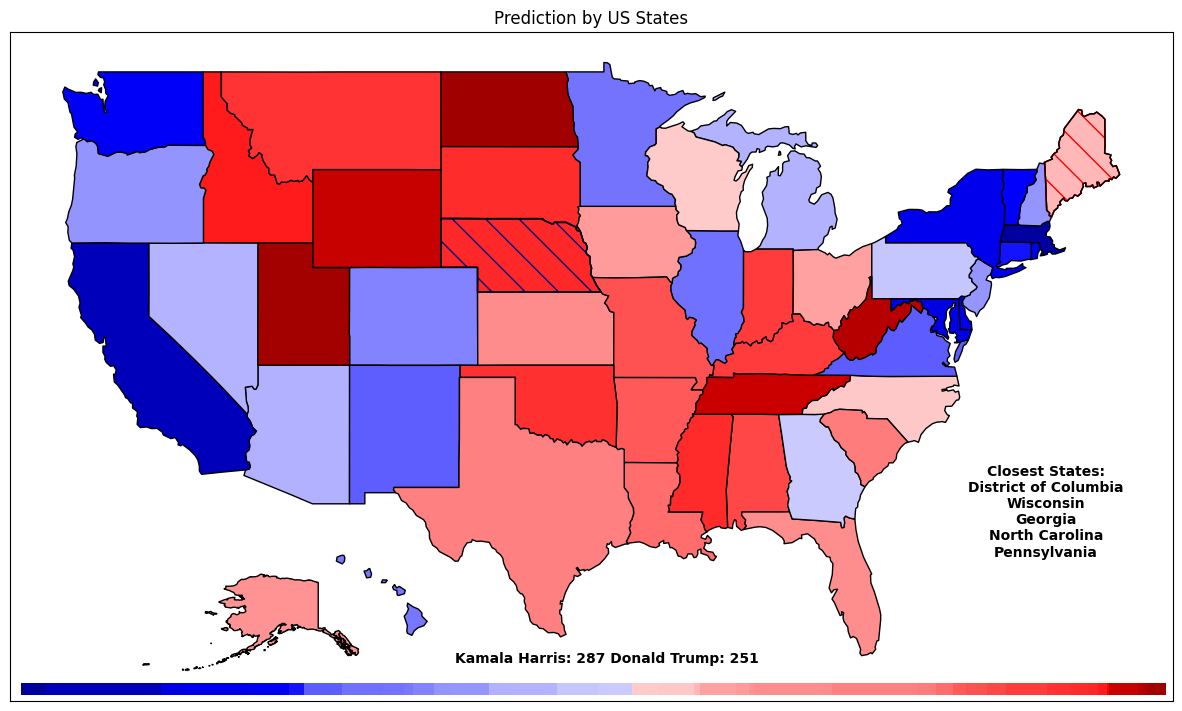 Prediction by US States
Closest States:
District of Columbia
Wisconsin
Georgia
North Carolina
Pennsylvania
Kamala Harris: 287 Donald Trump: 251